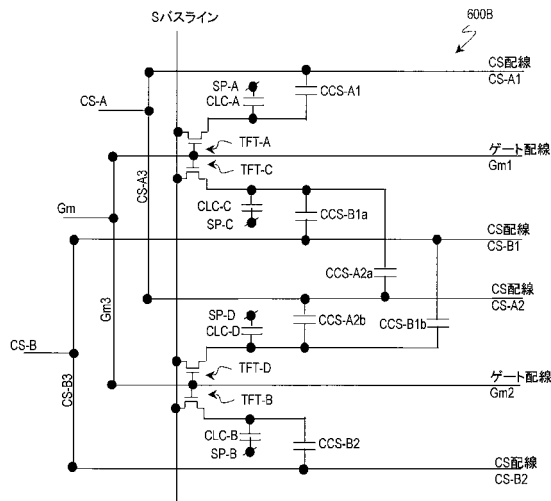 Sバスライン
600B
CS配線
CS-A1
SP-A
CLC-A
CCS-A1
CS-A
TFT-A
ゲート配線
Gm1
TFT-C
CS-A3
CLC-C
SP-C
CCS-B1a
Gm
CS配線
CS-B1
CCS-A2a
Gm3
CS配線
CS-A2
SP-D
CLC-D
CCS-A2b
CCS-B1b
CS-B
CS-B3
TFT-D
ゲート配線
Gm2
TFT-B
CLC-B
SP-B
CCS-B2
CS配線
CS-B2